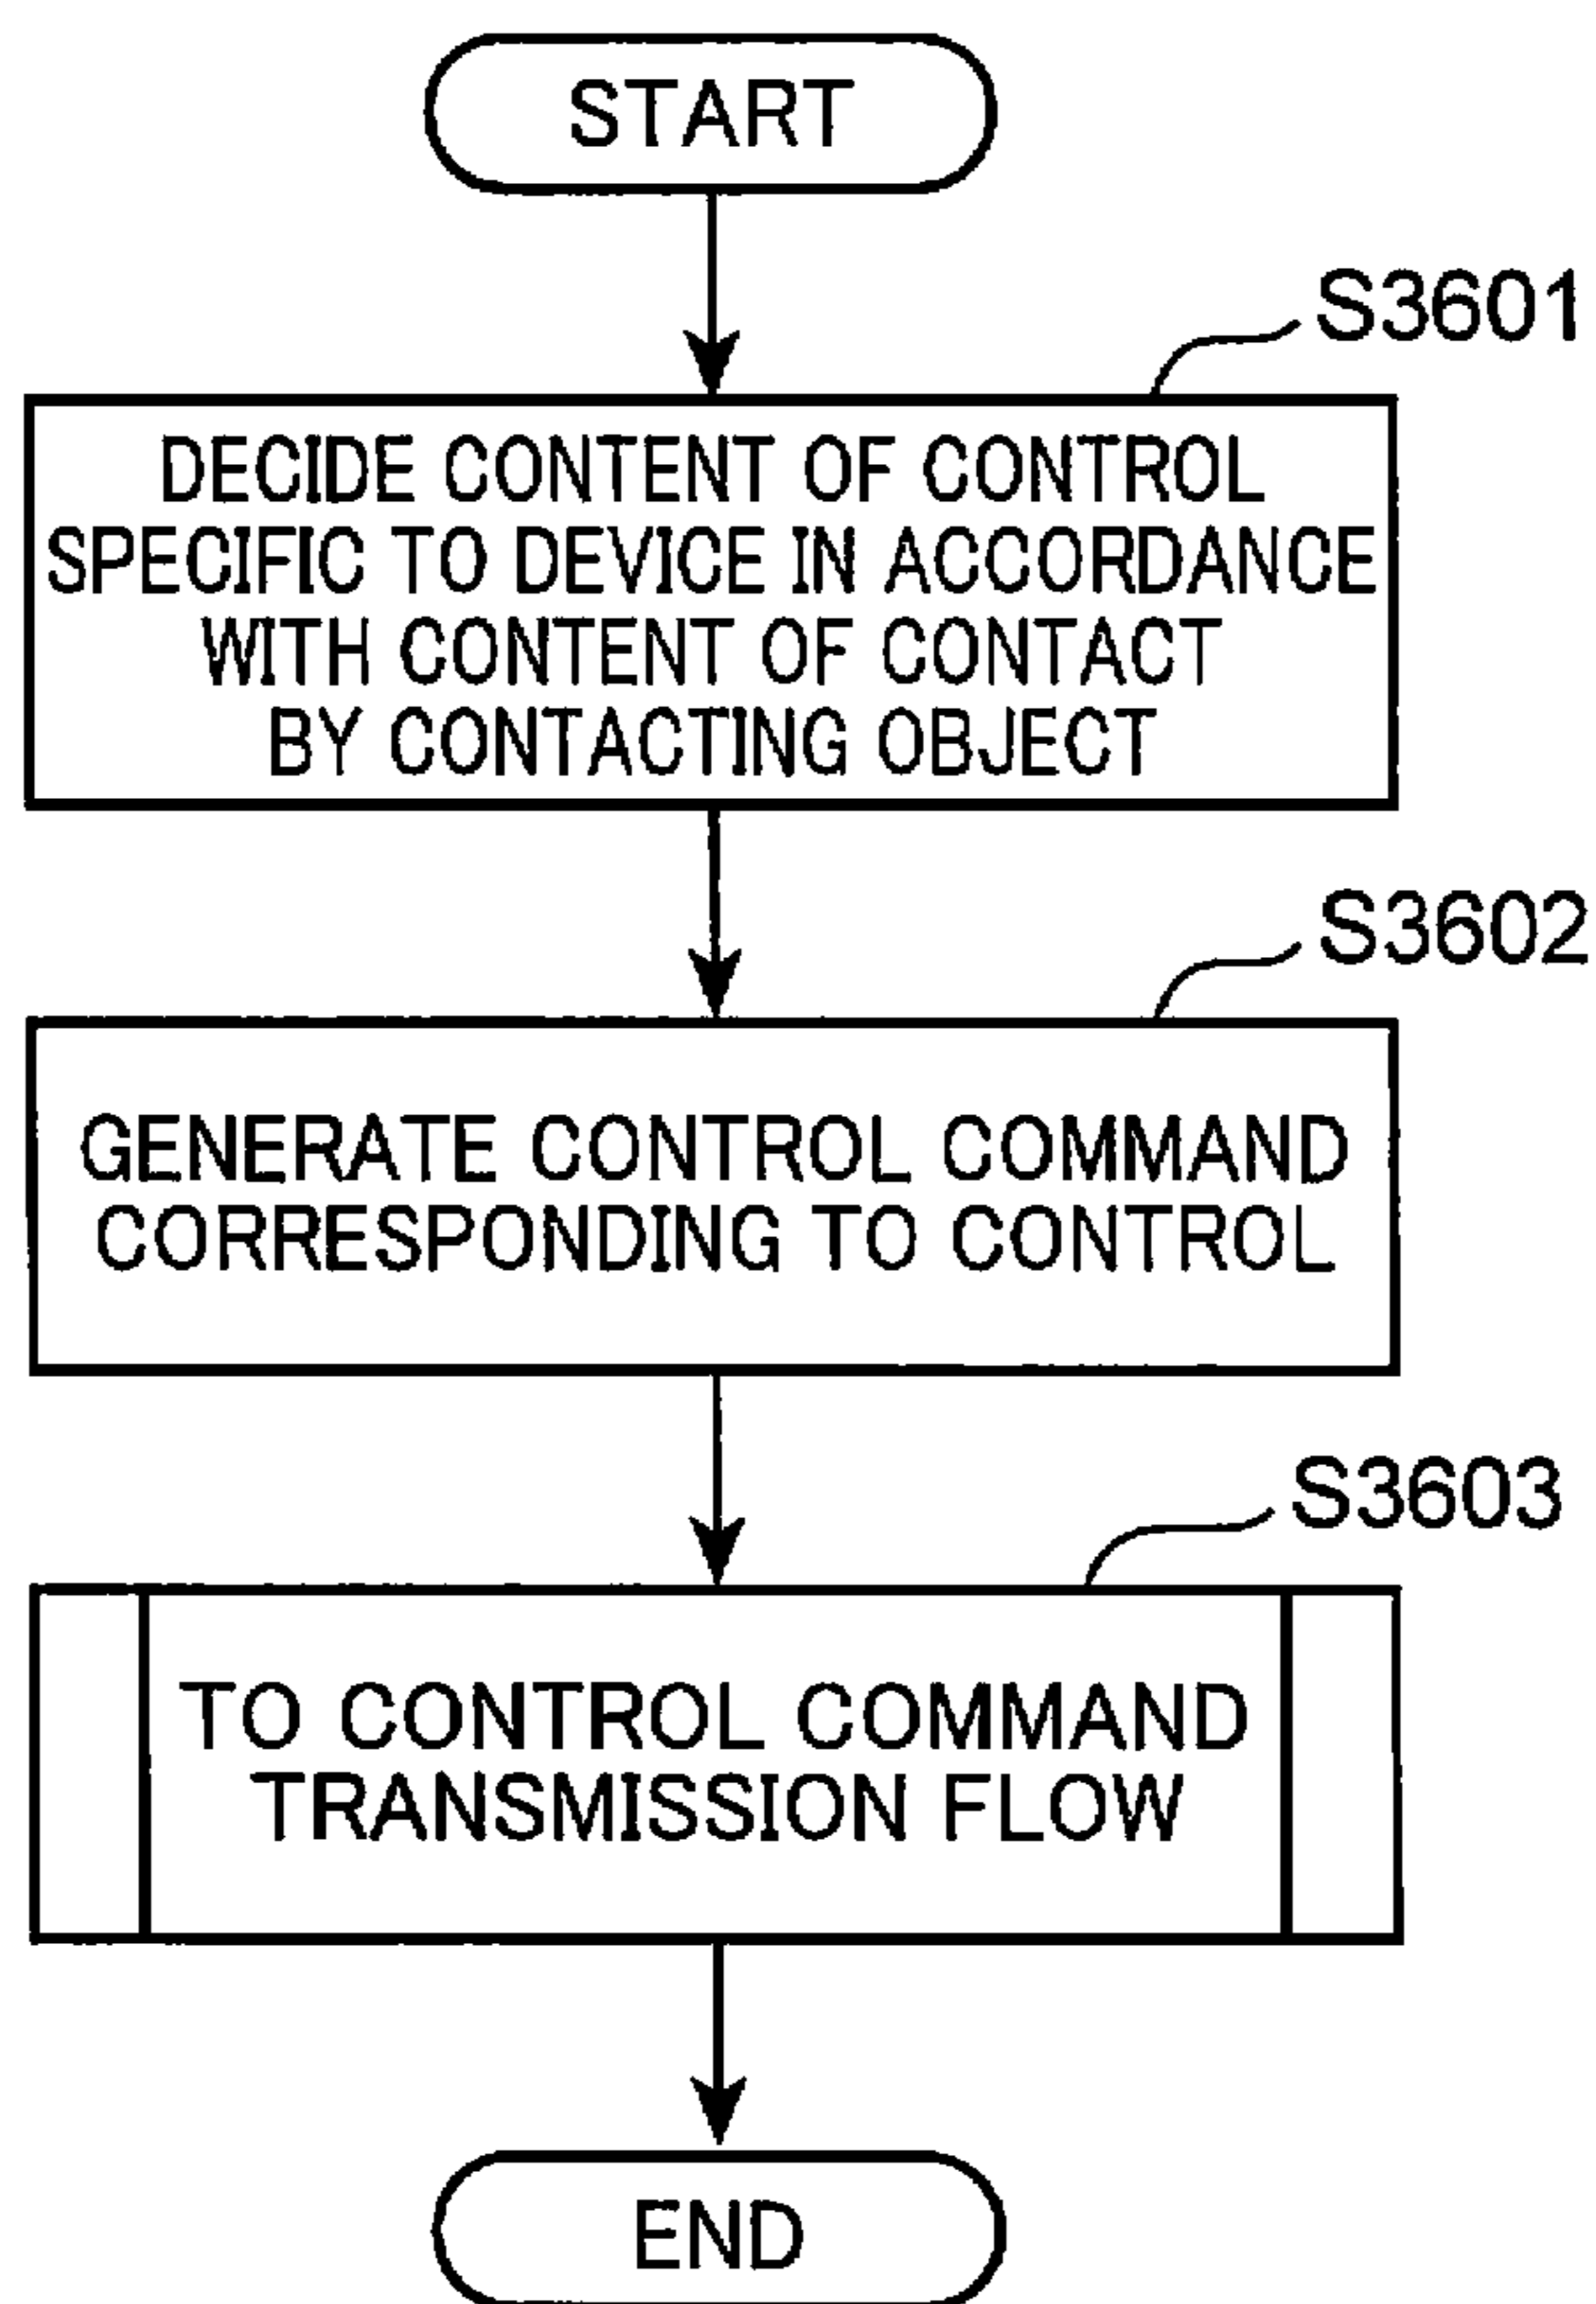 START
S3601
DECIDE CONTENT OF CONTROL
SPECIFIC TO DEVICE IN ACCORDANCE
WITH CONTENT OF CONTACT
BY CONTACTING OBJECT
S3602
GENERATE CONTROL COMMAND
CORRESPONDING TO CONTROL
S3603
TO CONTROL COMMAND
TRANSMISSION FLOW
END